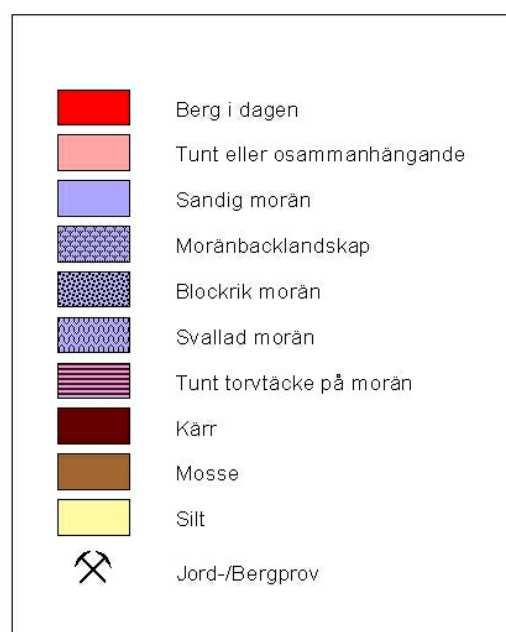 Berg i dagen
Tunt eller osammanhängande
Sandig morän
Moränbacklandskap
Blockrik morän
Svallad morän
Tunt torvtäcke på morän
Kärr
Mosse
Silt
Jord-/Bergprov